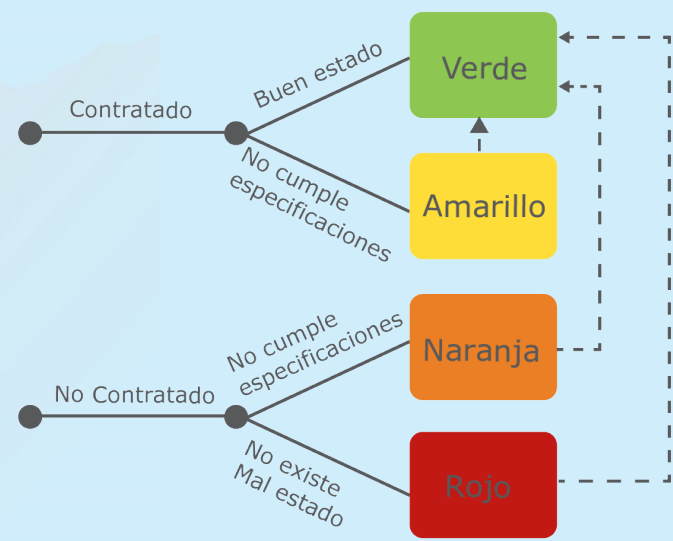 Contratado
Buen estado
Verde
No cumple
especificaciones
Amarillo
No Contratado
No cumple
especificaciones
Naranja
No existe
Mal estado
Rojo